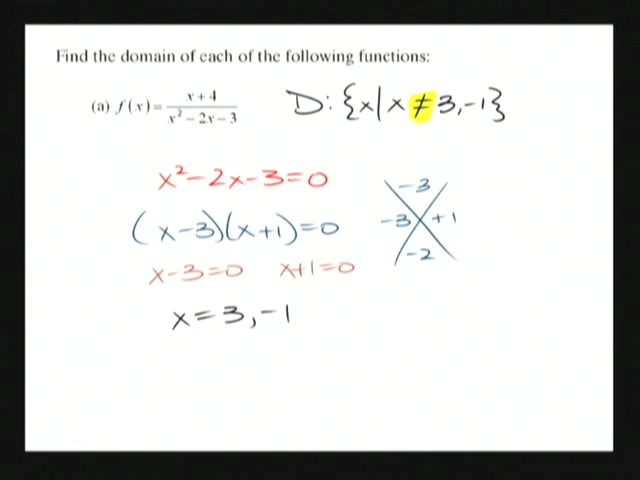 Find the domain of each of the following functions:
(a) f(x) = x + 4 / x² − 2x − 3
D: {x | x ≠ 3, −1}
x² − 2x − 3 = 0
(x − 3)(x + 1) = 0
x − 3 = 0 x + 1 = 0
x = 3, −1
−3
−3 +1
−2